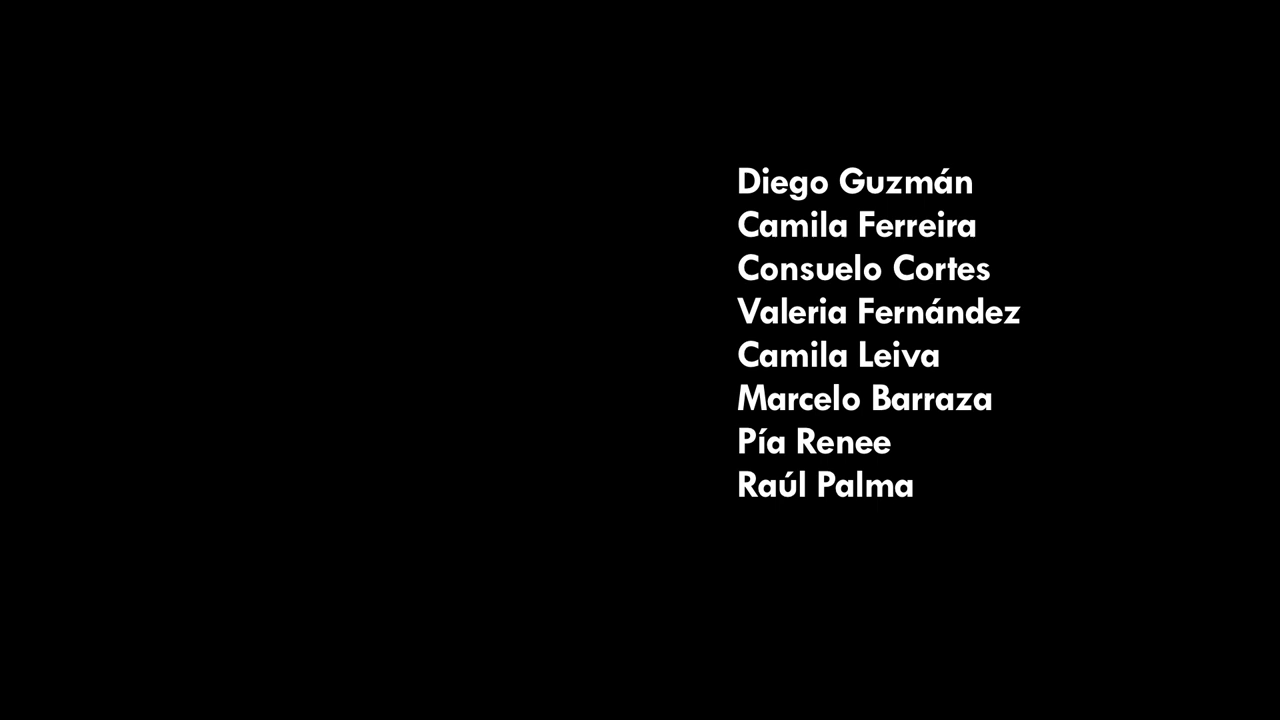 Diego Guzmán
Camila Ferreira
Consuelo Cortes
Valeria Fernández
Camila Leiva
Marcelo Barraza
Pía Renee
Raúl Palma